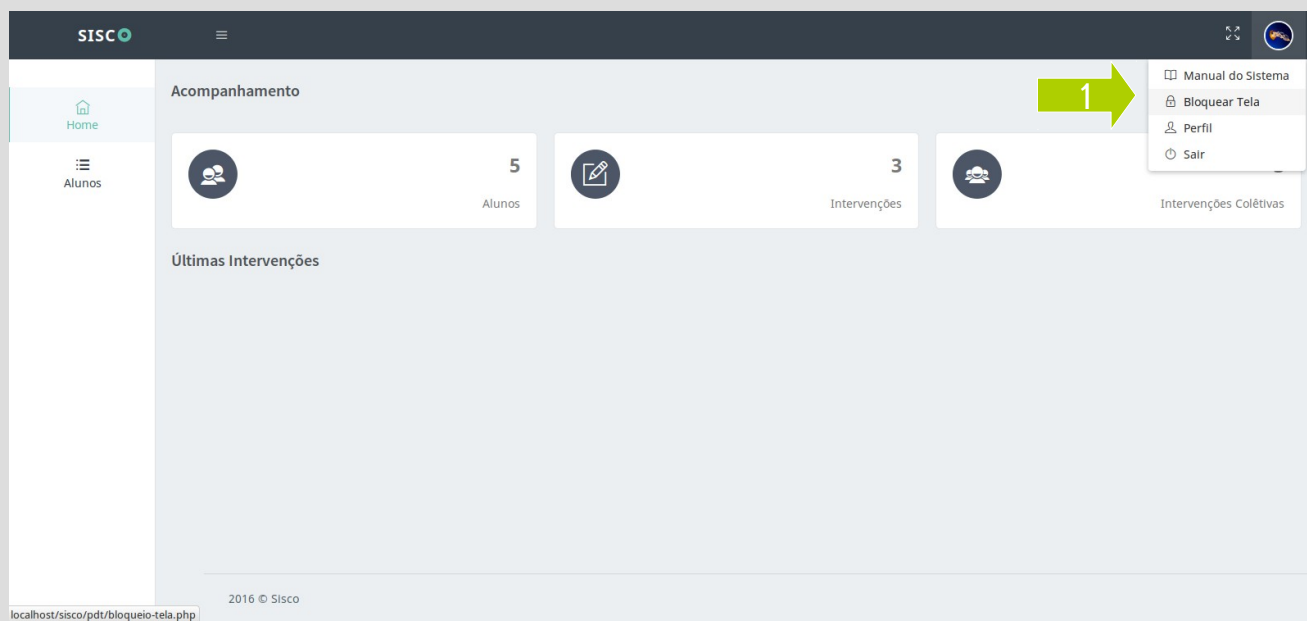 SISCO
Manual do Sistema
1
Bloquear Tela
Perfil
Sair
Home
Alunos
Acompanhamento
5
Alunos
3
Intervenções
Intervenções Colêtivas
Últimas Intervenções
2016 © Sisco
localhost/sisco/pdt/bloqueio-tela.php